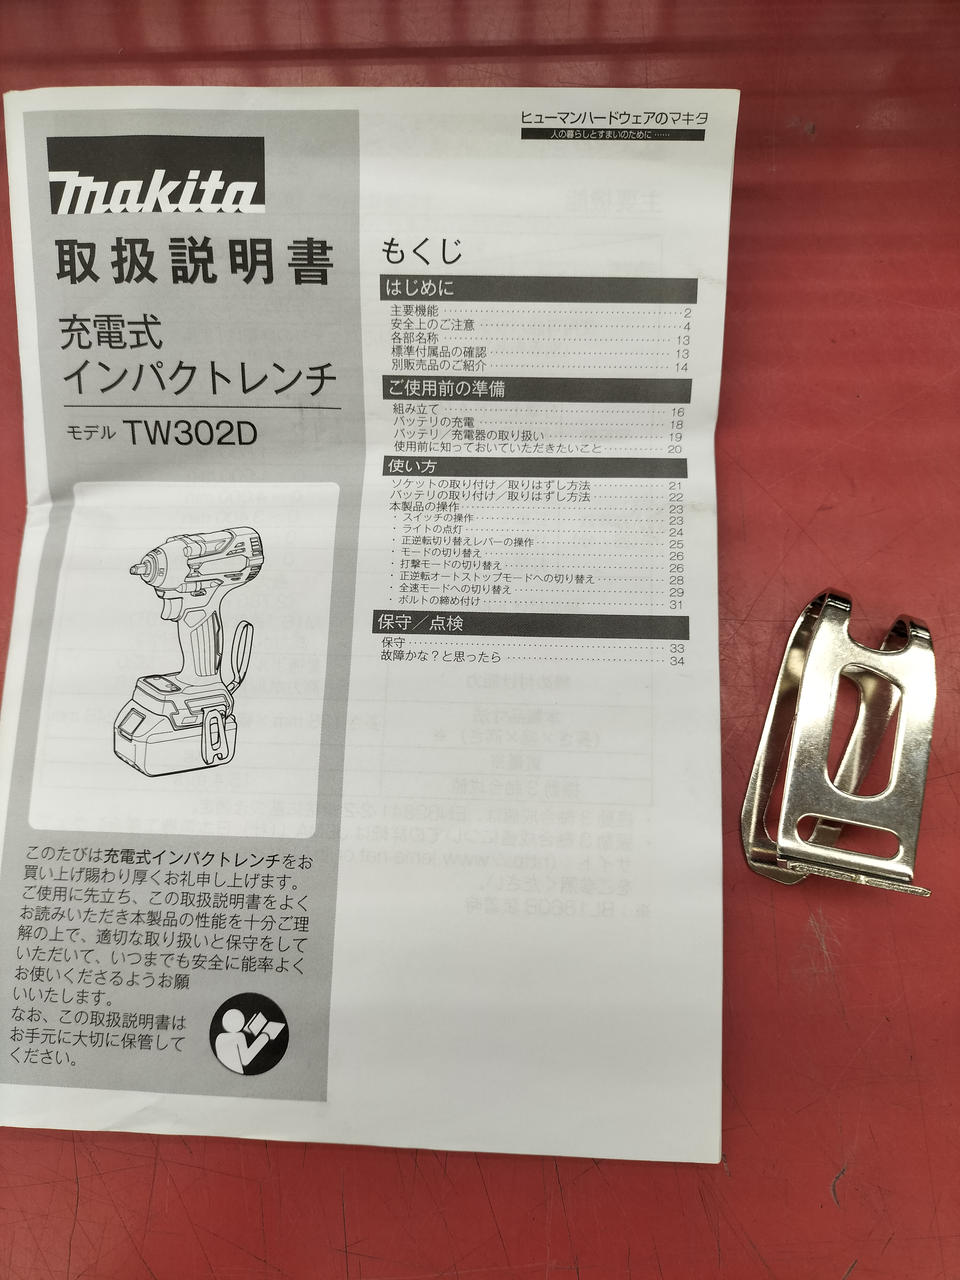 makita
取扱説明書
充電式
インパクトレンチ
モデル TW302D
このたびは充電式インパクトレンチをお
買い上げ賜わり厚くお礼申し上げます。
ご使用に先立ち、この取扱説明書をよく
お読みいただき本製品の性能を十分ご理
解の上で、適切な取り扱いと保守をして
いただいて、いつまでも安全に能率よく
お使いくださるようお願
いいたします。
なお、この取扱説明書は
お手元に大切に保管して
ください。
ヒューマンハードウェアのマキタ
人の暮らしとすまいのために……
もくじ
はじめに
主要機能 2
安全上のご注意 4
各部名称 13
標準付属品の確認 13
別販売品のご紹介 14
ご使用前の準備
組み立て 16
バッテリの充電 18
バッテリ／充電器の取り扱い 19
使用前に知っておいていただきたいこと 20
使い方
ソケットの取り付け／取りはずし方法 21
バッテリの取り付け／取りはずし方法 22
本製品の操作 23
・スイッチの操作 23
・ライトの点灯 24
・正逆転切り替えレバーの操作 25
・モードの切り替え 26
・打撃モードの切り替え 26
・正逆転オートストップモードへの切り替え 28
・全速モードへの切り替え 29
・ボルトの締め付け 31
保守／点検
保守 33
故障かな？と思ったら 34